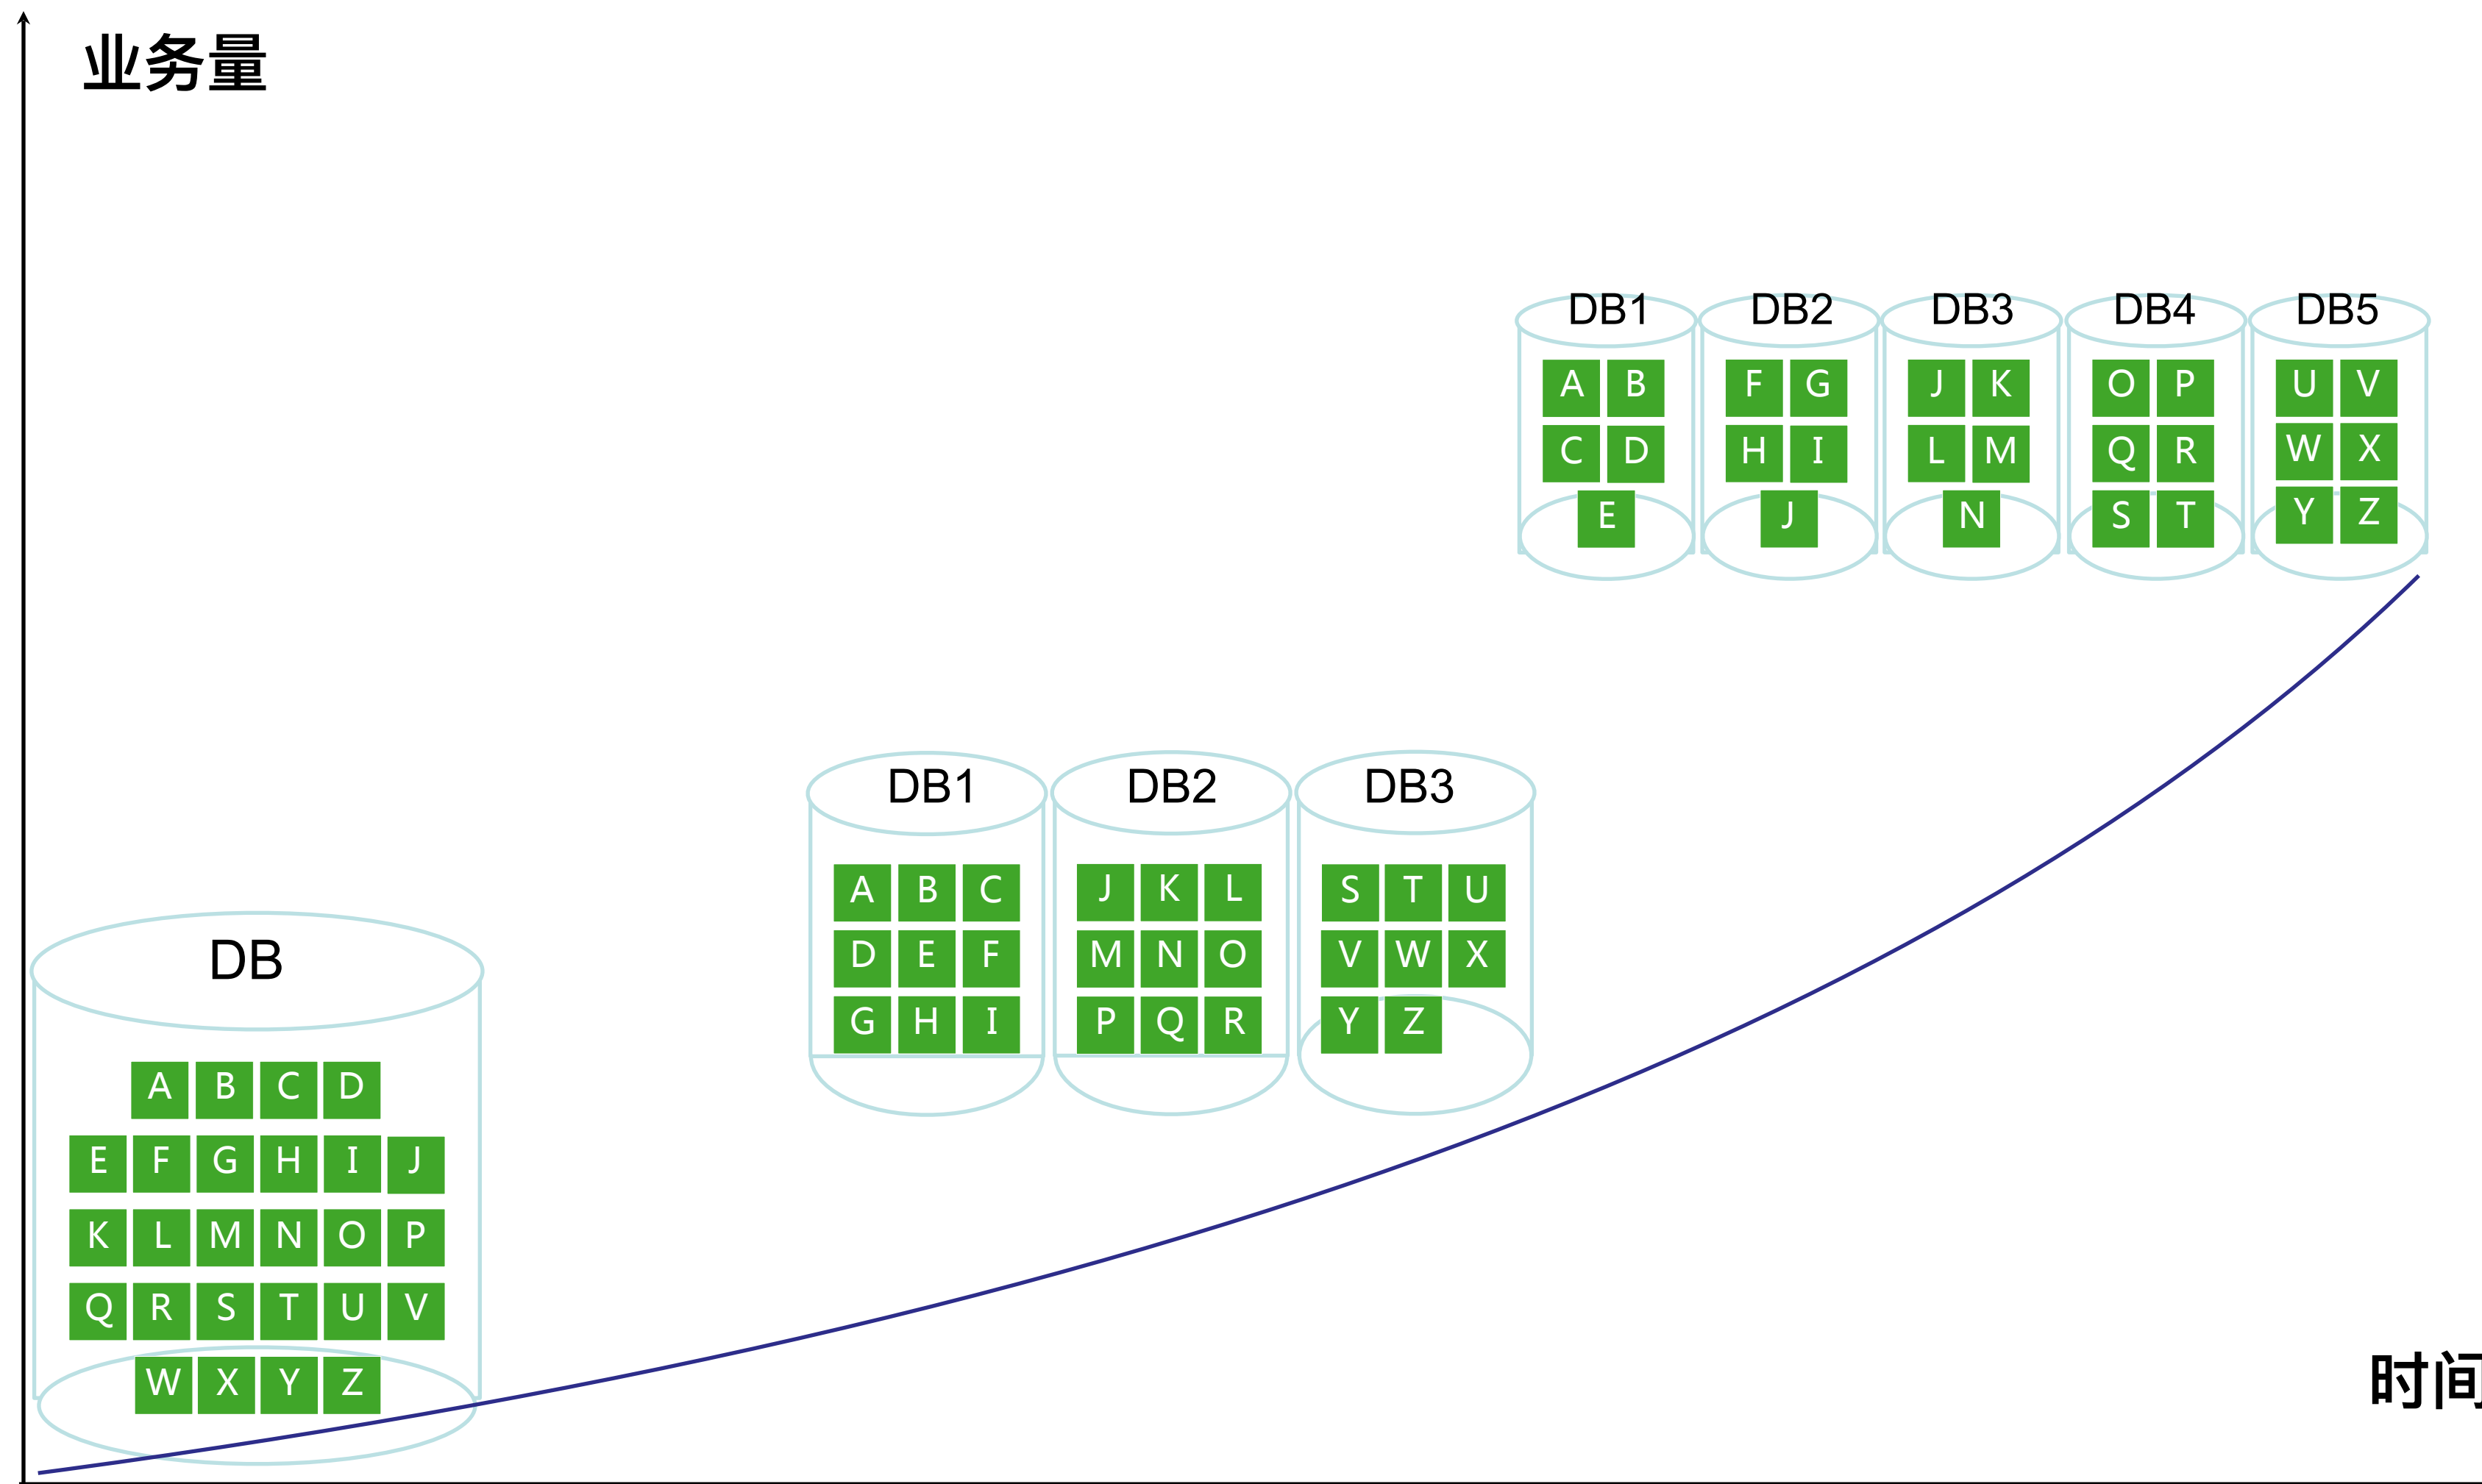 业务量
DB1 DB2 DB3 DB4 DB5
A B F G J K O P U V
C D H I L M Q R W X
E J N S T Y Z
DB1 DB2 DB3
A B C J K L S T U
D E F M N O V W X
G H I P Q R Y Z
DB
A B C D
E F G H I J
K L M N O P
Q R S T U V
W X Y Z
时间